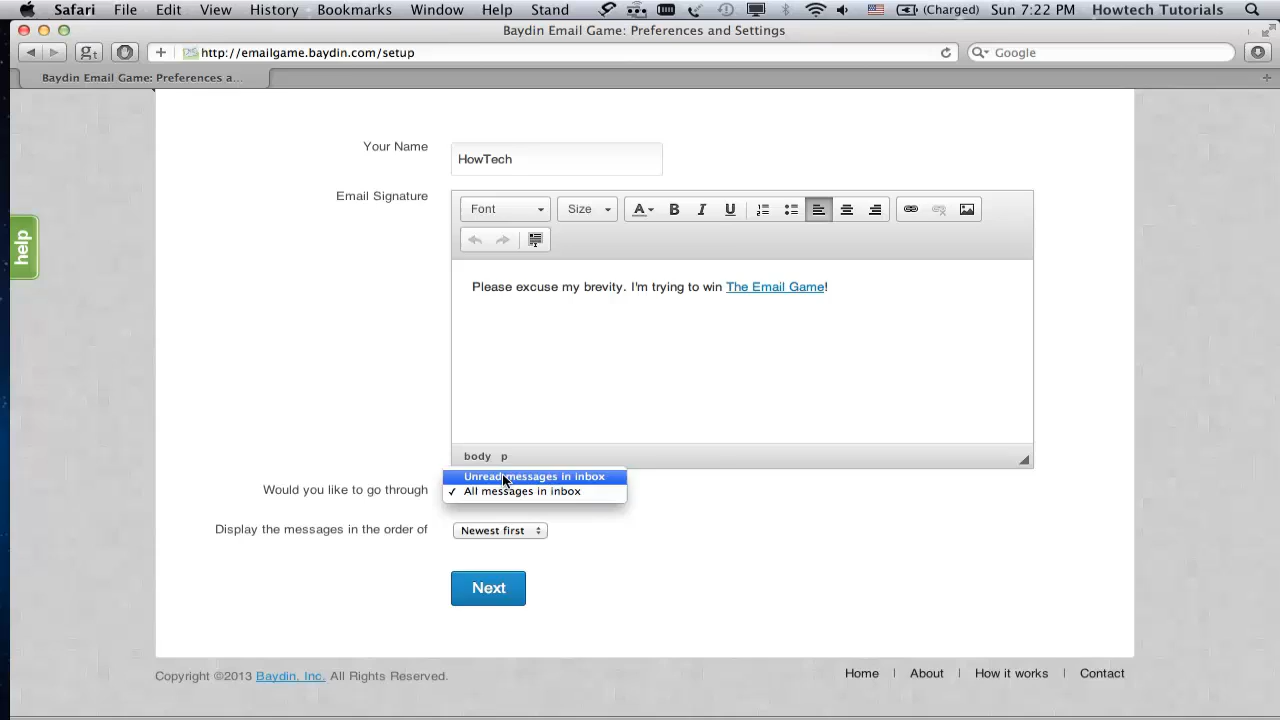 Safari File Edit View History Bookmarks Window Help Stand (Charged) Sun 7:22 PM Howtech Tutorials
Baydin Email Game: Preferences and Settings
http://emailgame.baydin.com/setup Google
Baydin Email Game: Preferences a...
Your Name HowTech
Email Signature
Font Size A B I U
help
Please excuse my brevity. I'm trying to win The Email Game!
body p
Unread messages in inbox
Would you like to go through ✓ All messages in inbox
Display the messages in the order of Newest first
Next
Copyright ©2013 Baydin, Inc. All Rights Reserved. Home | About | How it works | Contact